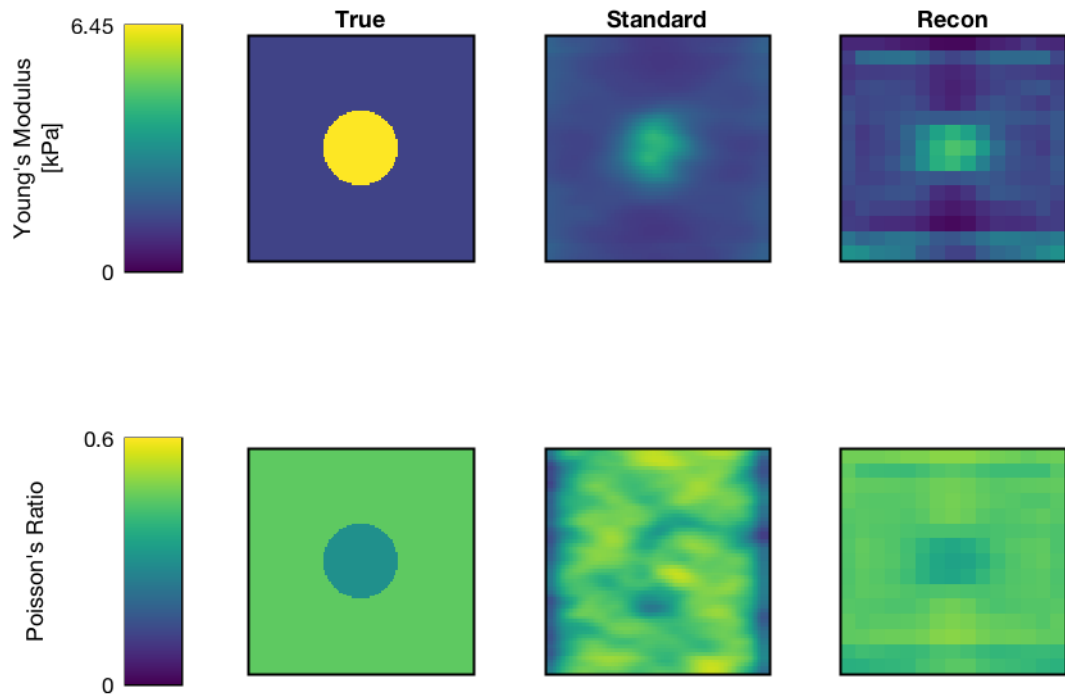 True
Standard
Recon
6.45
Young's Modulus
[kPa]
0
0.6
Poisson's Ratio
0